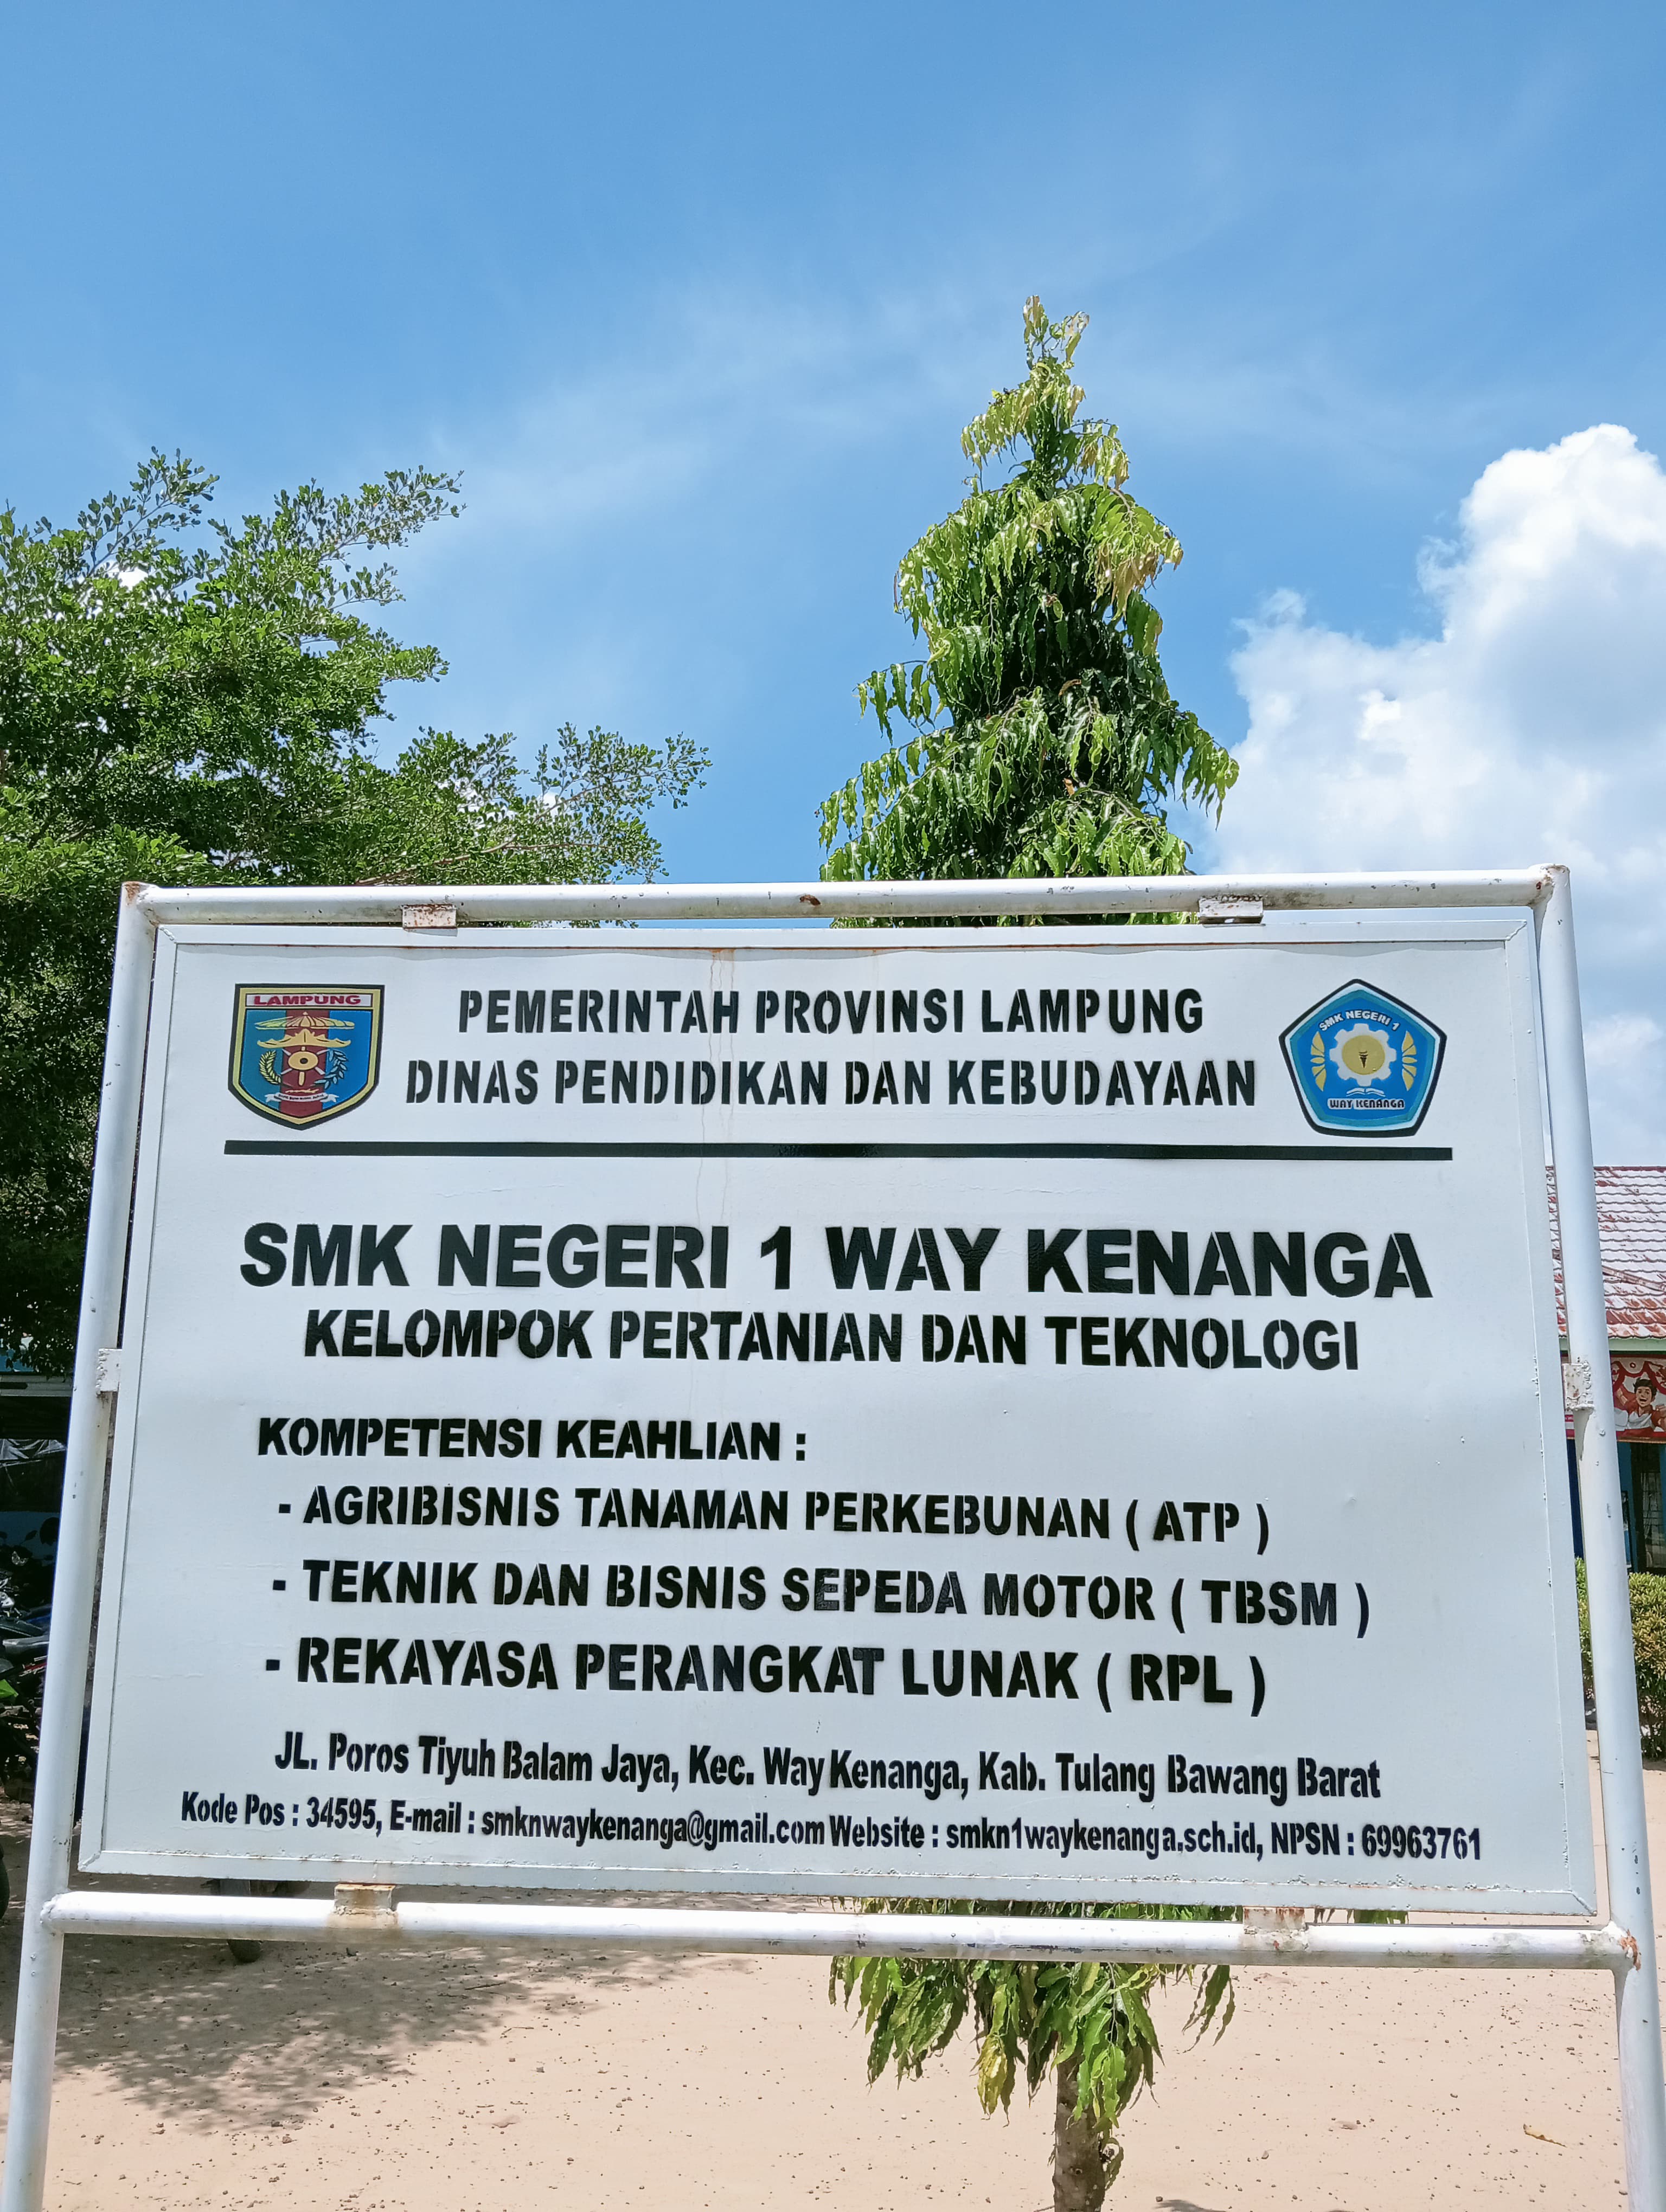 LAMPUNG
PEMERINTAH PROVINSI LAMPUNG
DINAS PENDIDIKAN DAN KEBUDAYAAN
SMK NEGERI 1
WAY KENANGA
SMK NEGERI 1 WAY KENANGA
KELOMPOK PERTANIAN DAN TEKNOLOGI
KOMPETENSI KEAHLIAN :
- AGRIBISNIS TANAMAN PERKEBUNAN ( ATP )
- TEKNIK DAN BISNIS SEPEDA MOTOR ( TBSM )
- REKAYASA PERANGKAT LUNAK ( RPL )
JL. Poros Tiyuh Balam Jaya, Kec. Way Kenanga, Kab. Tulang Bawang Barat
Kode Pos : 34595, E-mail : smknwaykenanga@gmail.com Website : smkn1waykenanga.sch.id, NPSN : 69963761